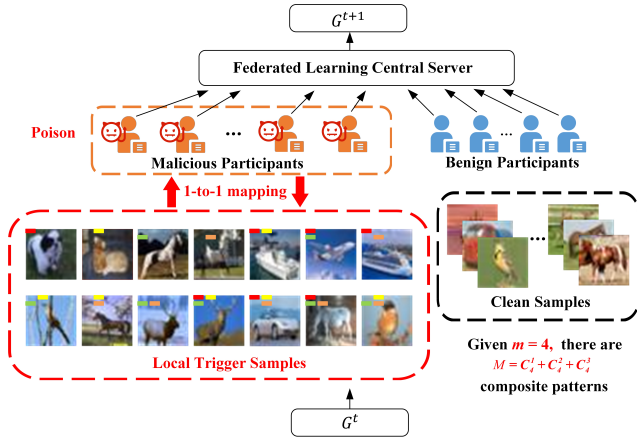 G^{t+1}
Federated Learning Central Server
Poison
...
...
Malicious Participants
Benign Participants
1-to-1 mapping
...
Clean Samples
Local Trigger Samples
Given m = 4, there are
M = C_4^1 + C_4^2 + C_4^3
composite patterns
G^t